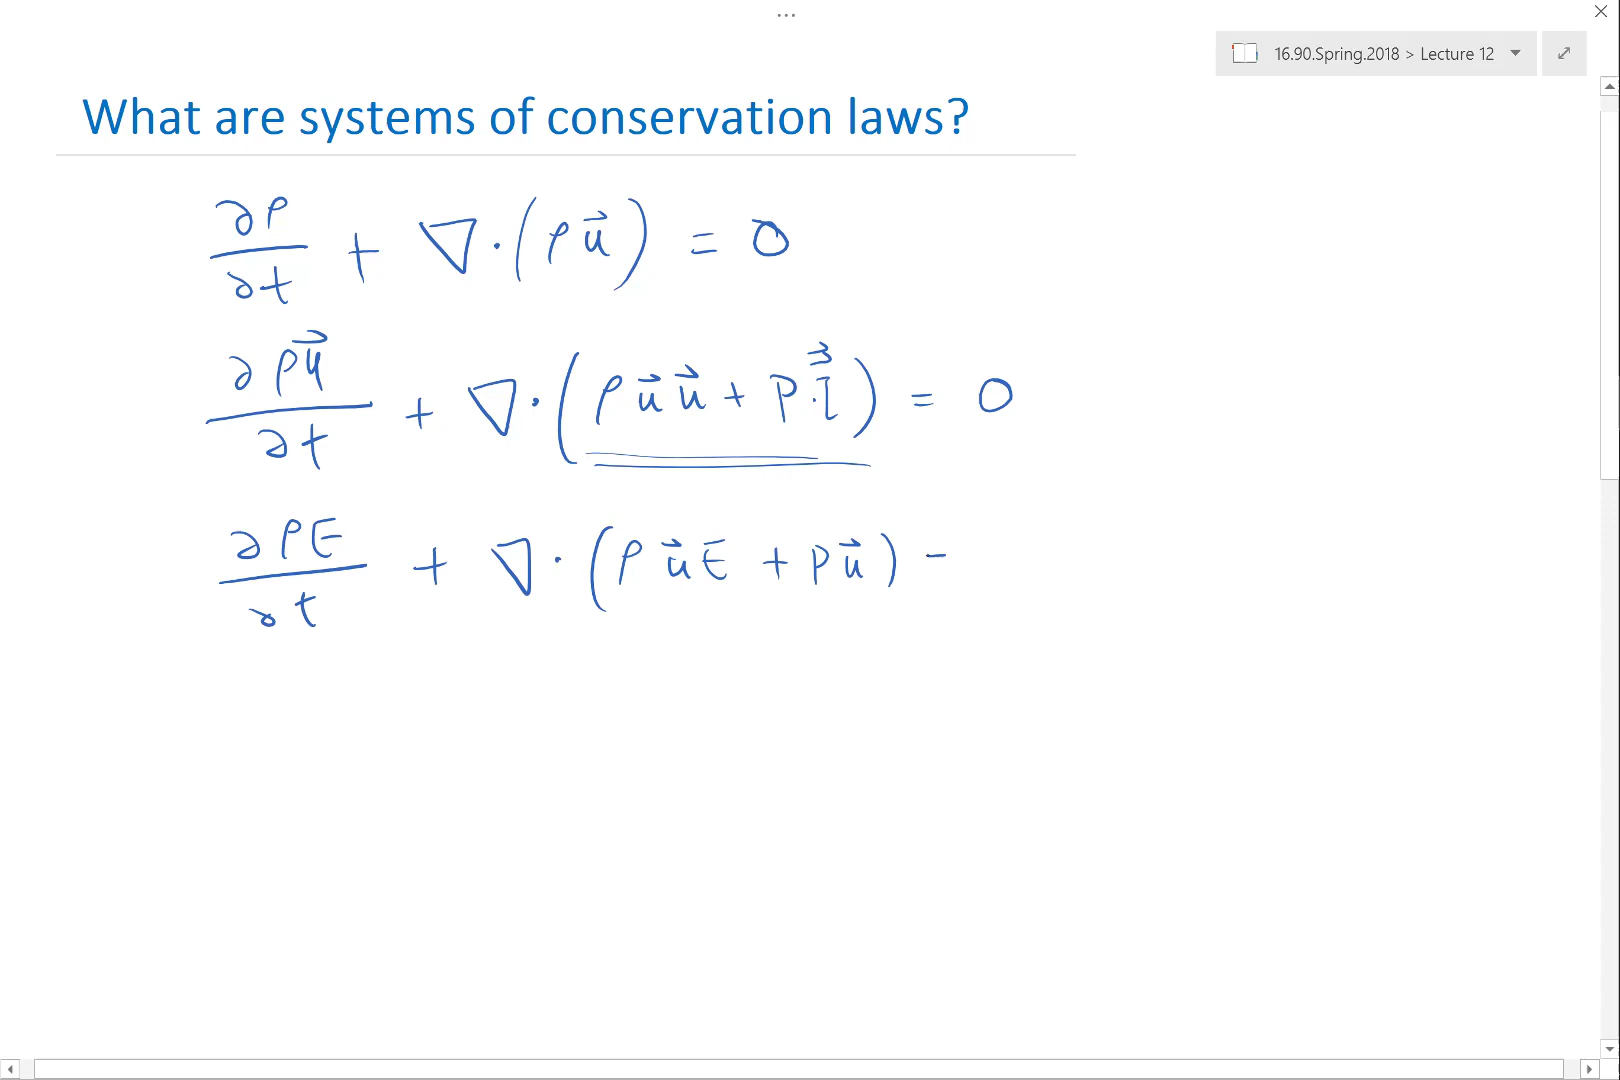 ...
16.90.Spring.2018 > Lecture 12
What are systems of conservation laws?
∂ρ/∂t + ∇·(ρu⃗) = 0
∂ρu⃗/∂t + ∇·(ρu⃗u⃗ + p·I⃗⃗) = 0
∂ρE/∂t + ∇·(ρu⃗E + pu⃗) -